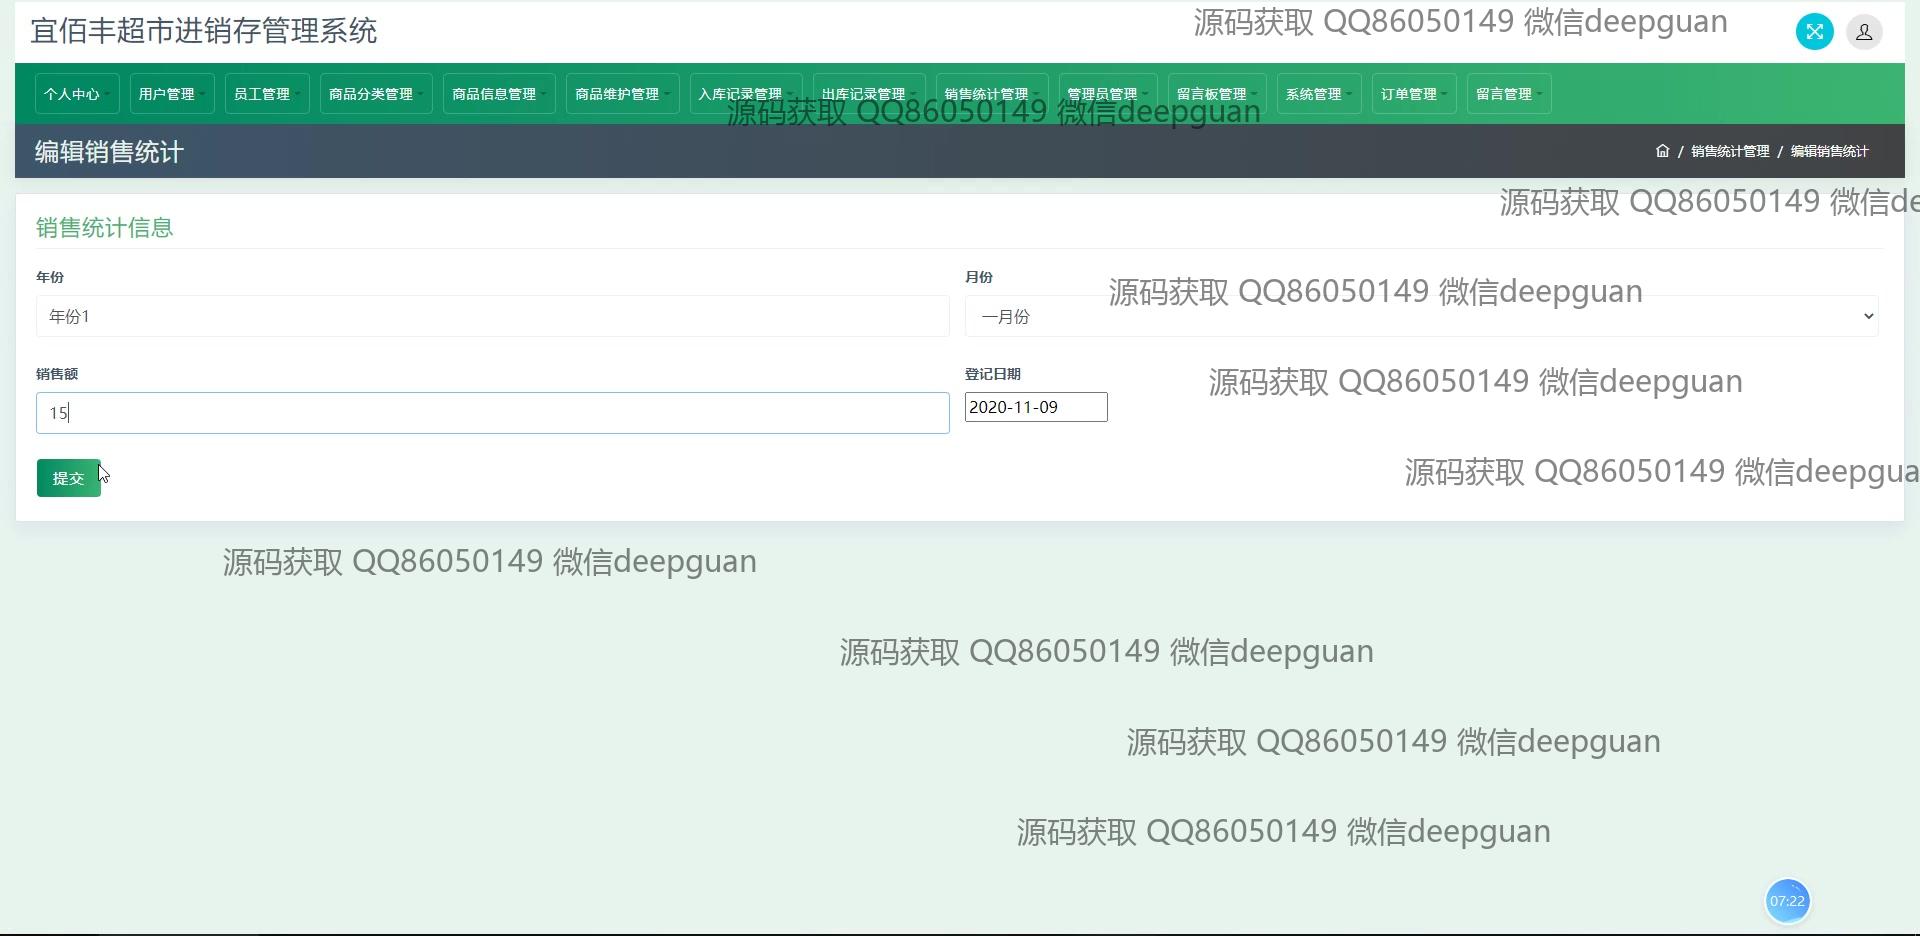 宜佰丰超市进销存管理系统
源码获取 QQ86050149 微信deepguan
个人中心 用户管理 员工管理 商品分类管理 商品信息管理 商品维护管理 入库记录管理 出库记录管理 销售统计管理 管理员管理 留言板管理 系统管理 订单管理 留言管理
源码获取 QQ86050149 微信deepguan
编辑销售统计
/ 销售统计管理 / 编辑销售统计
源码获取 QQ86050149 微信de
销售统计信息
年份
月份
源码获取 QQ86050149 微信deepguan
年份1
一月份
销售额
登记日期
源码获取 QQ86050149 微信deepguan
15
2020-11-09
提交
源码获取 QQ86050149 微信deepgua
源码获取 QQ86050149 微信deepguan
源码获取 QQ86050149 微信deepguan
源码获取 QQ86050149 微信deepguan
源码获取 QQ86050149 微信deepguan
07:22